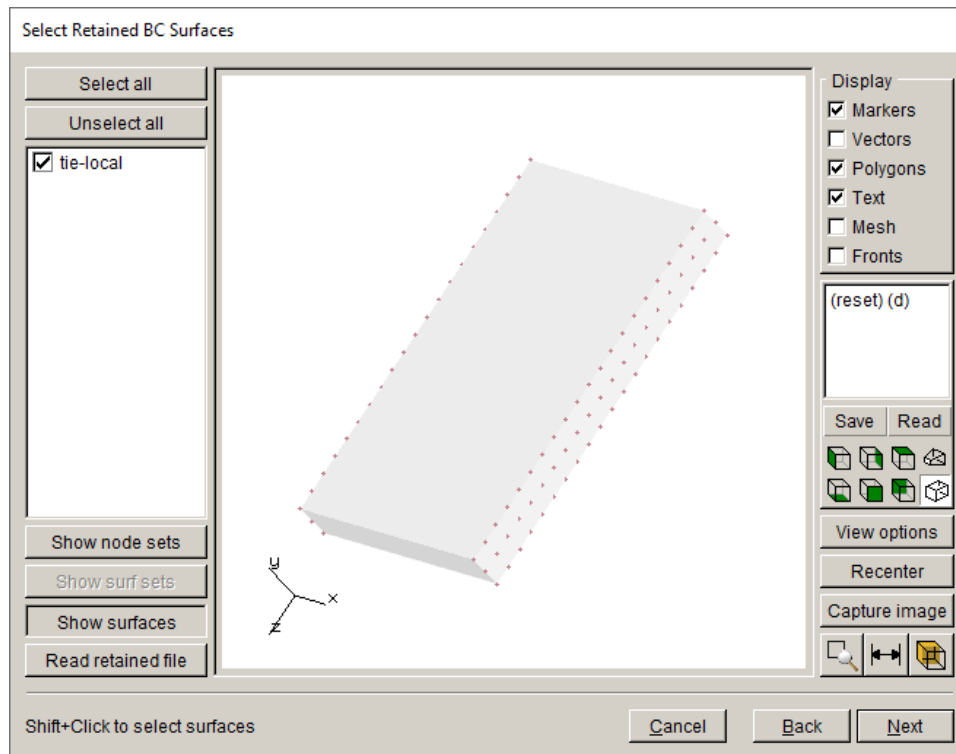 Select Retained BC Surfaces
Select all
Unselect all
tie-local
Show node sets
Show surf sets
Show surfaces
Read retained file
y
x
z
Display
Markers
Vectors
Polygons
Text
Mesh
Fronts
(reset) (d)
Save Read
View options
Recenter
Capture image
Shift+Click to select surfaces
Cancel Back Next